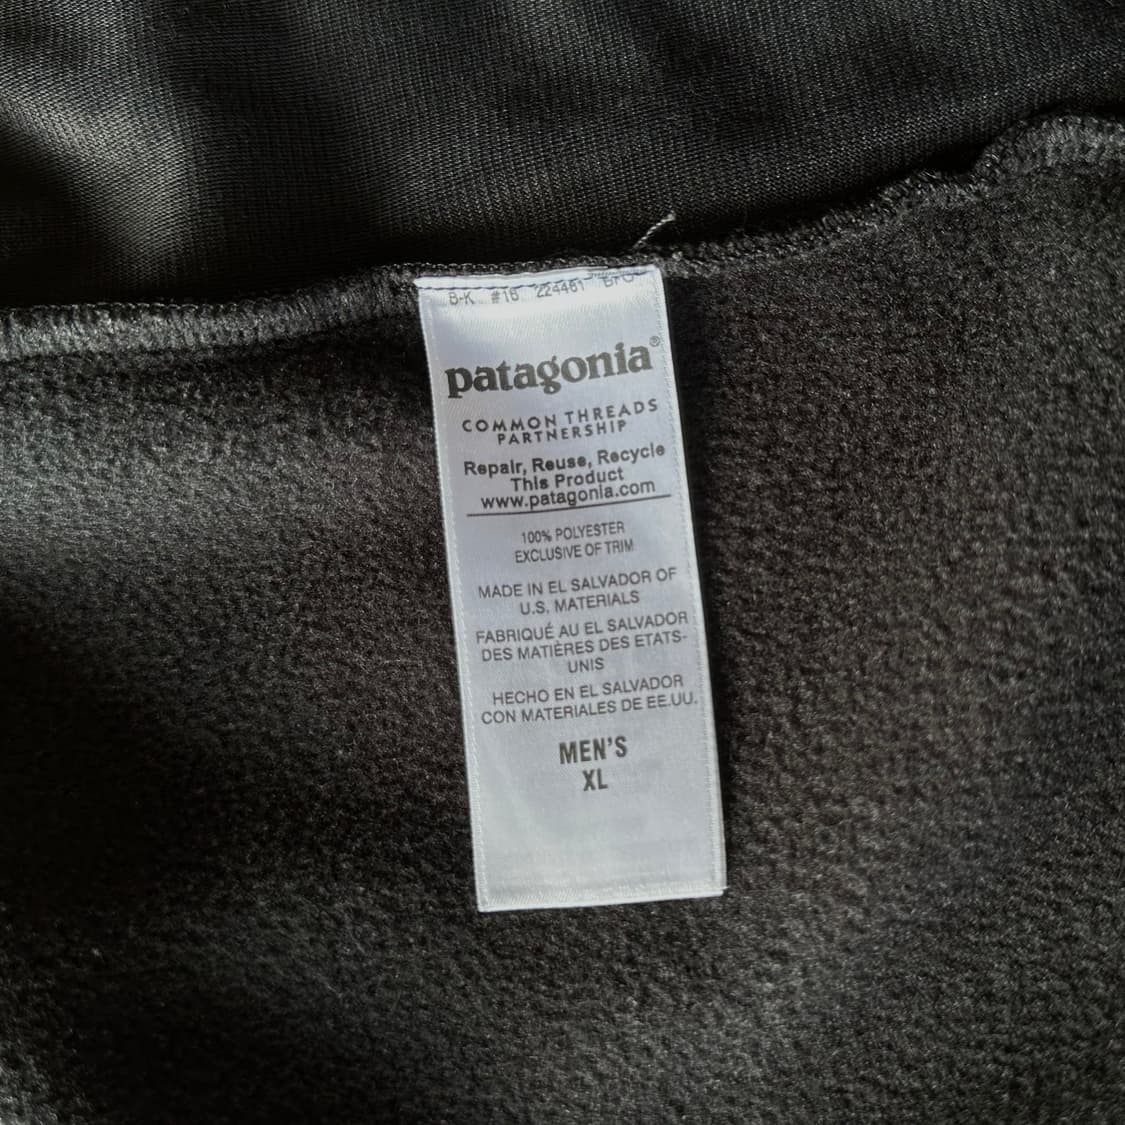 B-K #16 224461
patagonia®
COMMON THREADS
PARTNERSHIP
Repair, Reuse, Recycle
This Product
www.patagonia.com
100% POLYESTER
EXCLUSIVE OF TRIM
MADE IN EL SALVADOR OF
U.S. MATERIALS
FABRIQUÉ AU EL SALVADOR
DES MATIÈRES DES ETATS-
UNIS
HECHO EN EL SALVADOR
CON MATERIALES DE EE.UU.
MEN'S
XL